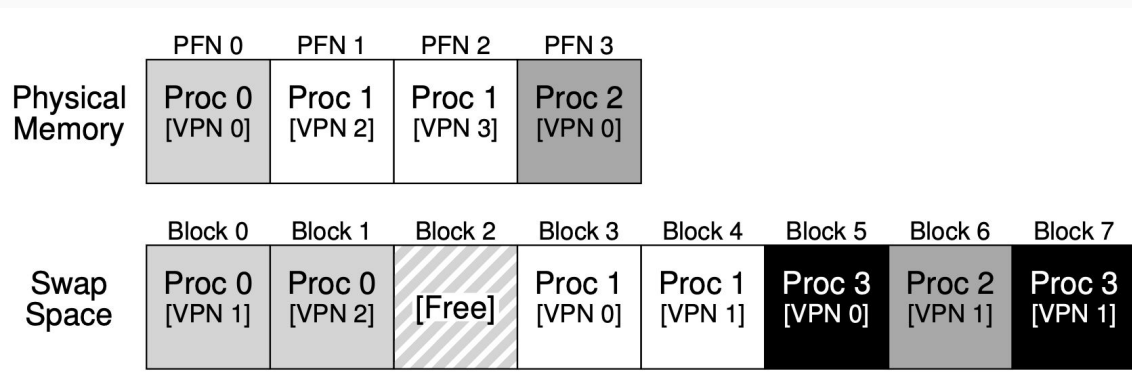 PFN 0 PFN 1 PFN 2 PFN 3
Physical Memory
Proc 0 [VPN 0]
Proc 1 [VPN 2]
Proc 1 [VPN 3]
Proc 2 [VPN 0]
Block 0 Block 1 Block 2 Block 3 Block 4 Block 5 Block 6 Block 7
Swap Space
Proc 0 [VPN 1]
Proc 0 [VPN 2]
[Free]
Proc 1 [VPN 0]
Proc 1 [VPN 1]
Proc 3 [VPN 0]
Proc 2 [VPN 1]
Proc 3 [VPN 1]